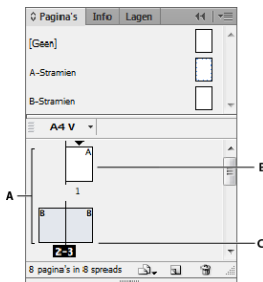 Pagina's Info Lagen
[Geen]
A-Stramien
B-Stramien
A4 V
A
1
B B
2-3
8 pagina's in 8 spreads
A
B
C